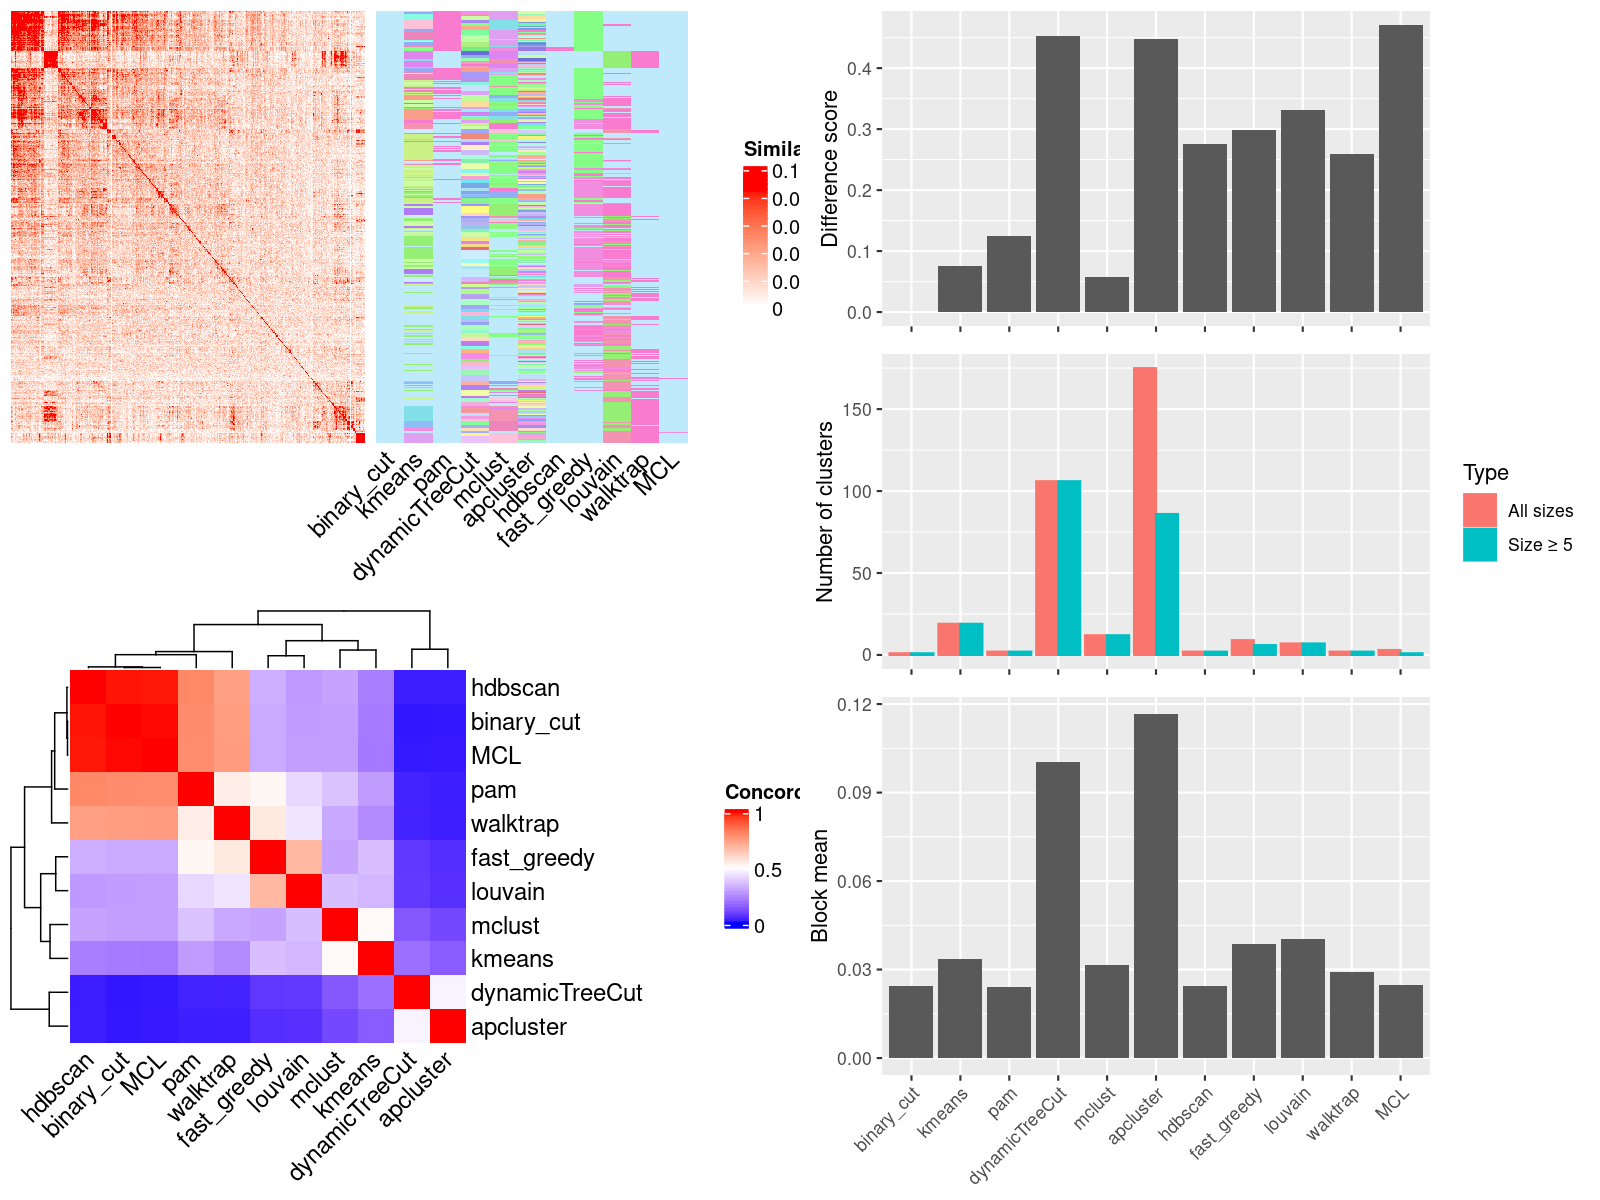 Simila
0.1
0.0
0.0
0.0
0
binary_cut
kmeans
pam
dynamicTreeCut
mclust
apcluster
hdbscan
fast_greedy
louvain
walktrap
MCL
hdbscan
binary_cut
MCL
pam
walktrap
fast_greedy
louvain
mclust
kmeans
dynamicTreeCut
apcluster
Concord
1
0.5
0
hdbscan
binary_cut
MCL
pam
walktrap
fast_greedy
louvain
mclust
kmeans
dynamicTreeCut
apcluster
Difference score
0.4
0.3
0.2
0.1
0.0
Number of clusters
150
100
50
0
Type
All sizes
Size ≥ 5
Block mean
0.12
0.09
0.06
0.03
0.00
binary_cut
kmeans
pam
dynamicTreeCut
mclust
apcluster
hdbscan
fast_greedy
louvain
walktrap
MCL